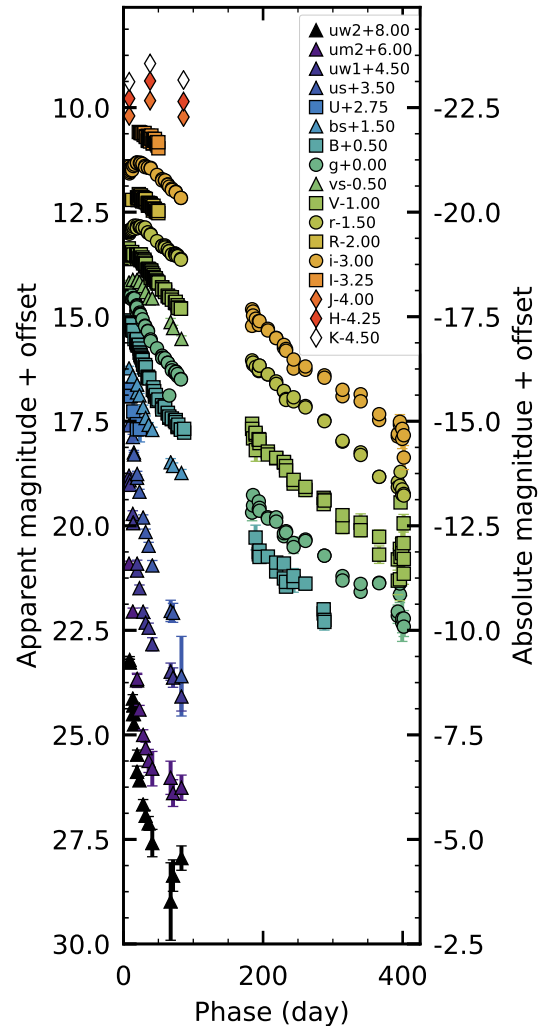 uw2+8.00
um2+6.00
uw1+4.50
us+3.50
U+2.75
bs+1.50
B+0.50
g+0.00
vs-0.50
V-1.00
r-1.50
R-2.00
i-3.00
I-3.25
J-4.00
H-4.25
K-4.50
Apparent magnitude + offset
10.0
12.5
15.0
17.5
20.0
22.5
25.0
27.5
30.0
-22.5
-20.0
-17.5
-15.0
-12.5
-10.0
-7.5
-5.0
-2.5
Absolute magnitdue + offset
0 200 400
Phase (day)